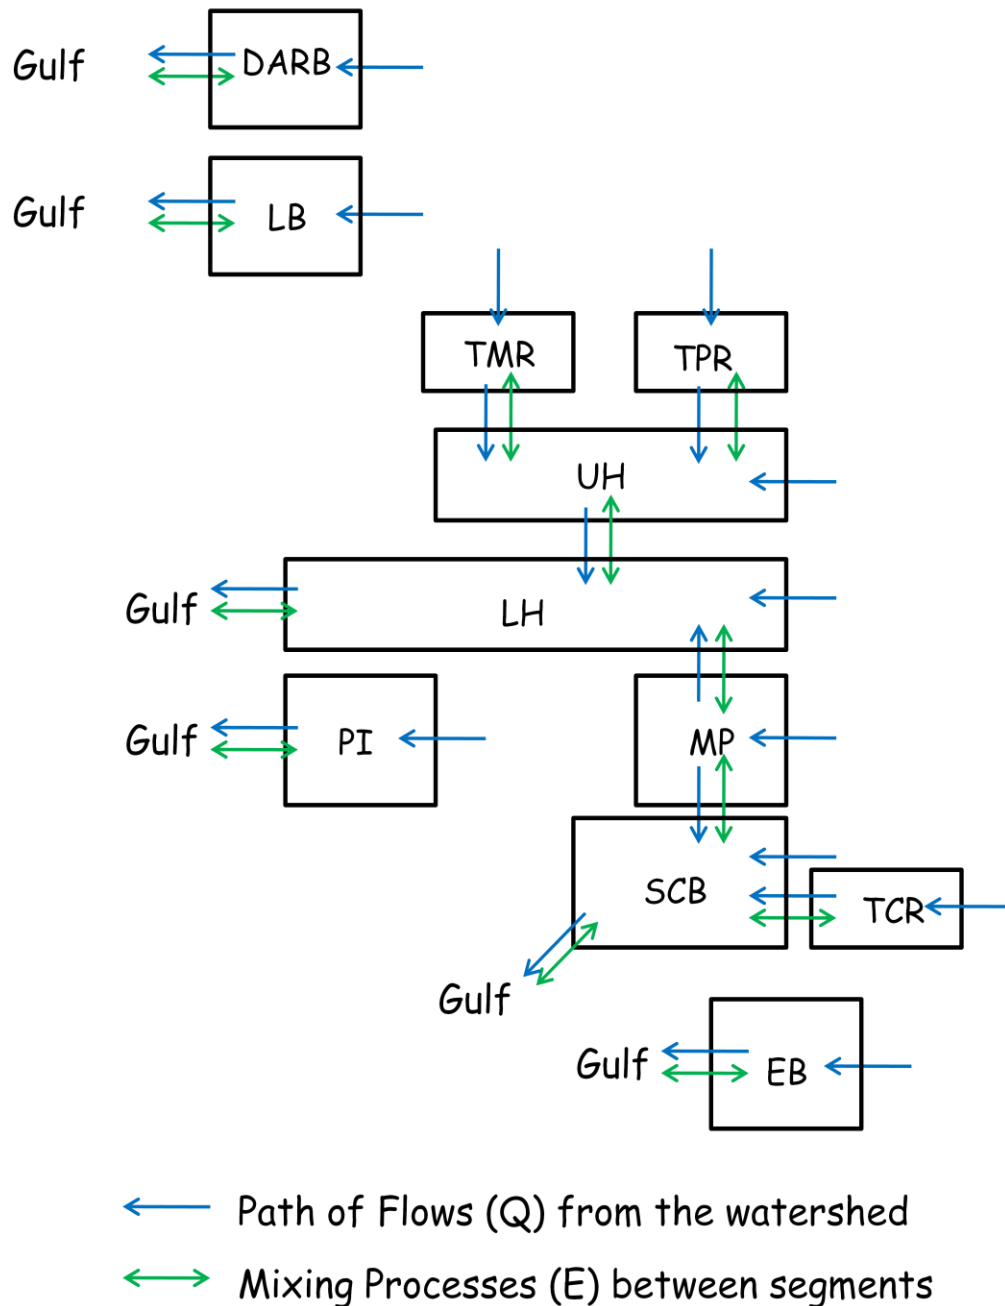 Gulf
DARB
Gulf
LB
TMR
TPR
UH
Gulf
LH
Gulf
PI
MP
SCB
TCR
Gulf
Gulf
EB
Path of Flows (Q) from the watershed
Mixing Processes (E) between segments